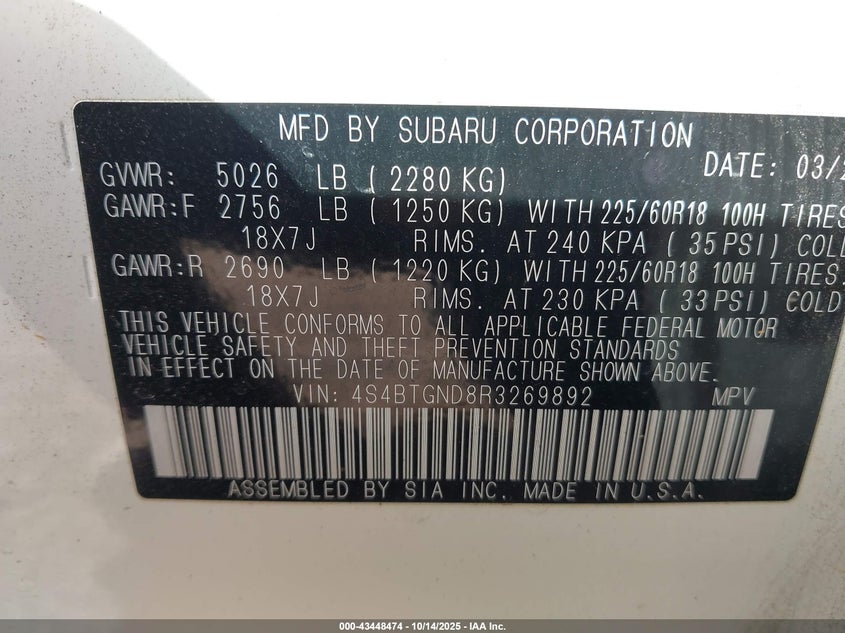 MFD BY SUBARU CORPORATION
DATE: 03/2
GVWR: 5026 LB ( 2280 KG)
GAWR:F 2756 LB ( 1250 KG) WITH 225/60R18 100H TIRES
18X7J RIMS. AT 240 KPA ( 35 PSI) COLD
GAWR:R 2690 LB ( 1220 KG) WITH 225/60R18 100H TIRES.
18X7J RIMS. AT 230 KPA ( 33 PSI) COLD
THIS VEHICLE CONFORMS TO ALL APPLICABLE FEDERAL MOTOR
VEHICLE SAFETY AND THEFT PREVENTION STANDARDS
IN EFFECT ON THE DATE OF MANUFACTURE SHOWN ABOVE.
VIN: 4S4BTGND8R3269892 MPV
ASSEMBLED BY SIA INC. MADE IN U.S.A.
000-43448474 | 10/14/2025 - IAA Inc.